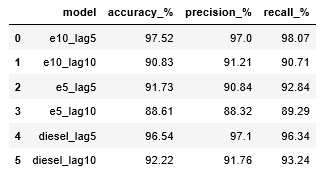 model accuracy_% precision_% recall_%
0 e10_lag5 97.52 97.0 98.07
1 e10_lag10 90.83 91.21 90.71
2 e5_lag5 91.73 90.84 92.84
3 e5_lag10 88.61 88.32 89.29
4 diesel_lag5 96.54 97.1 96.34
5 diesel_lag10 92.22 91.76 93.24